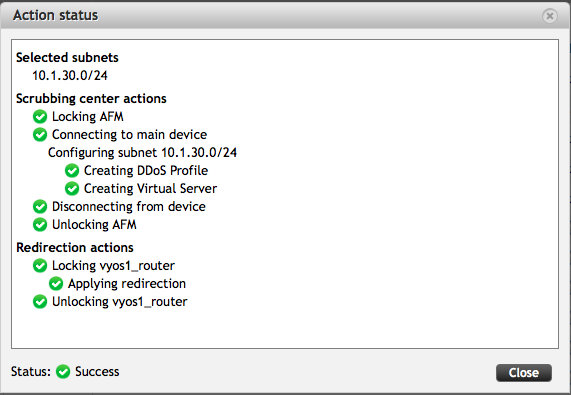 Action status
Selected subnets
10.1.30.0/24
Scrubbing center actions
Locking AFM
Connecting to main device
Configuring subnet 10.1.30.0/24
Creating DDoS Profile
Creating Virtual Server
Disconnecting from device
Unlocking AFM
Redirection actions
Locking vyos1_router
Applying redirection
Unlocking vyos1_router
Status: Success
Close